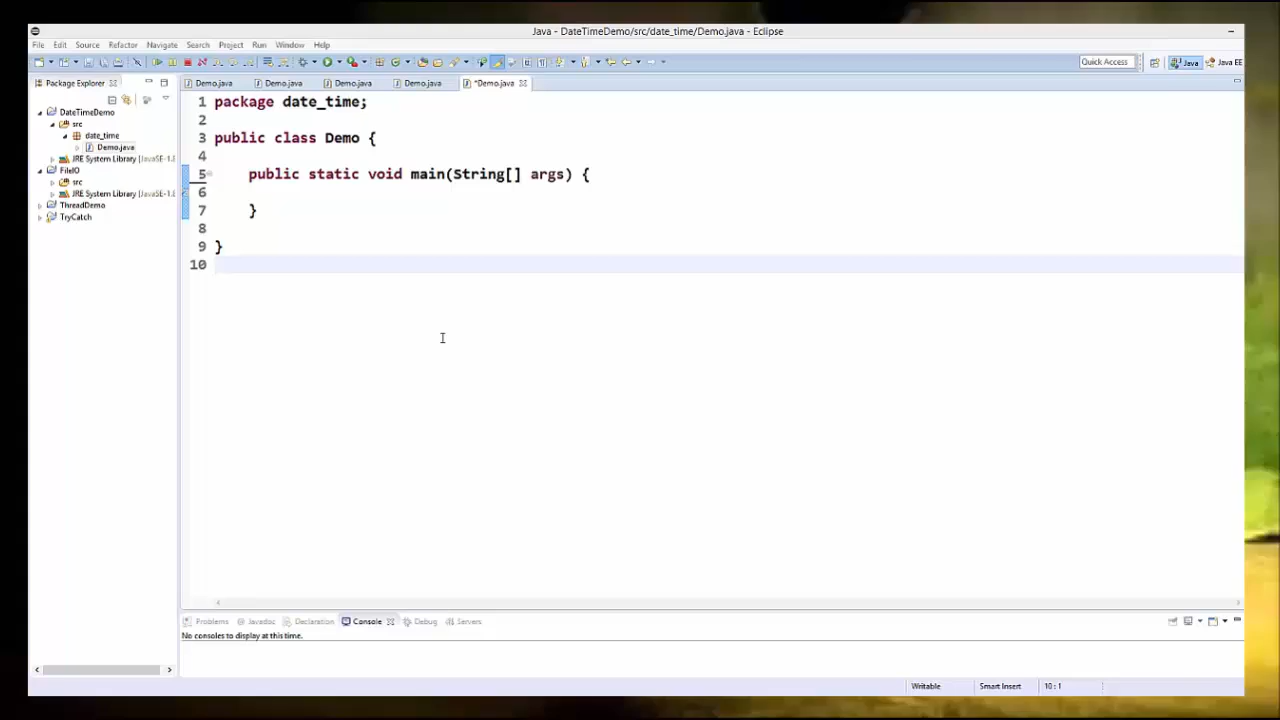 Java - DateTimeDemo/src/date_time/Demo.java - Eclipse
File Edit Source Refactor Navigate Search Project Run Window Help
Quick Access Java Java EE
Package Explorer
Demo.java Demo.java Demo.java Demo.java *Demo.java
DateTimeDemo
src
date_time
Demo.java
JRE System Library [JavaSE-1.
FileIO
src
JRE System Library [JavaSE-1.
ThreadDemo
TryCatch
1 package date_time;
2
3 public class Demo {
4
5 public static void main(String[] args) {
6
7 }
8
9 }
10
Problems Javadoc Declaration Console Debug Servers
No consoles to display at this time.
Writable Smart Insert 10 : 1